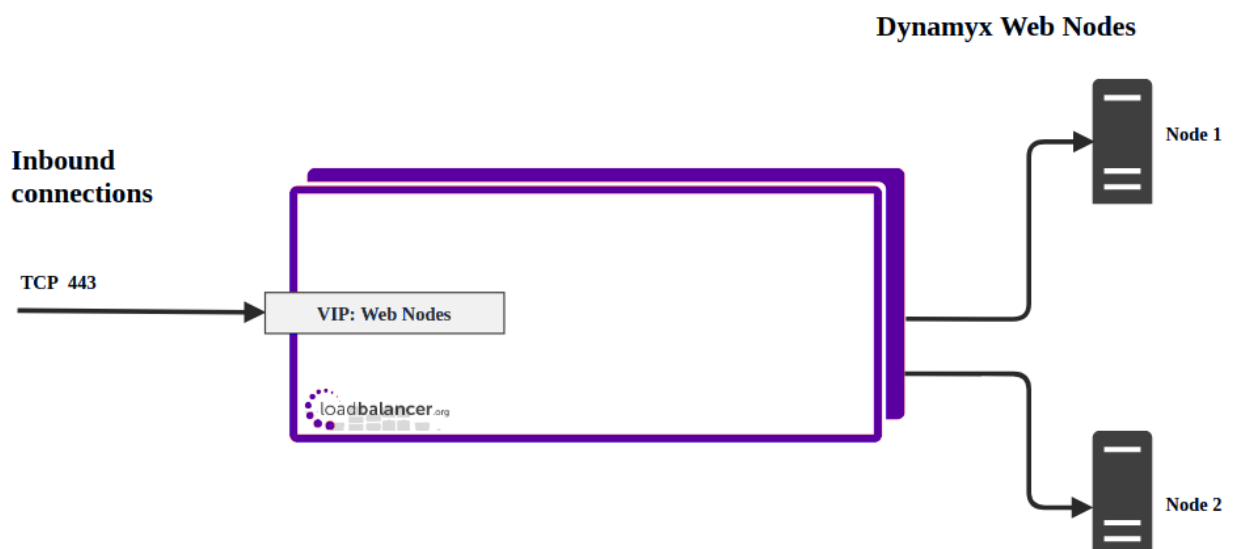 Dynamyx Web Nodes
Node 1
Inbound
connections
TCP  443
VIP: Web Nodes
loadbalancer.org
Node 2